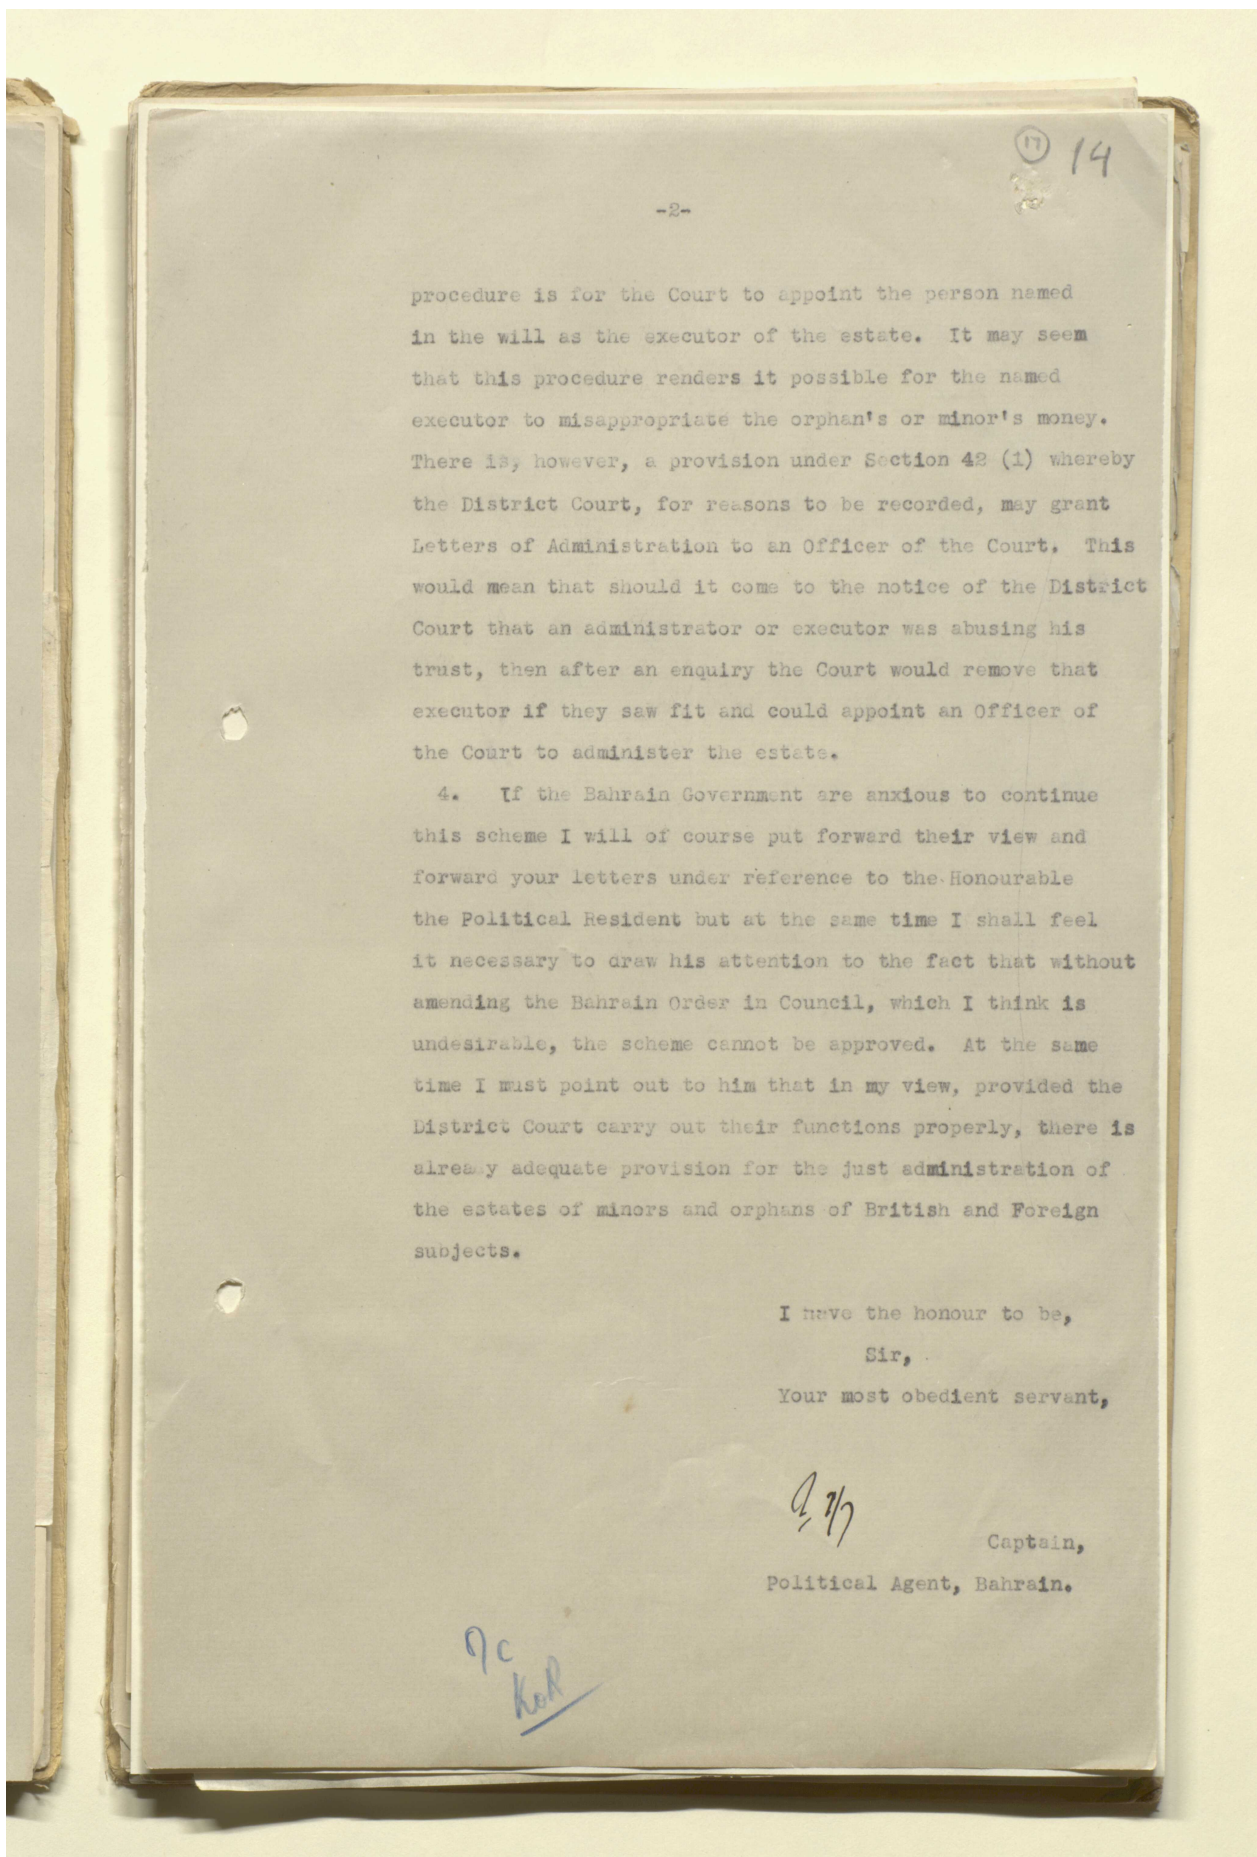 17 14
-2-
procedure is for the Court to appoint the person named
in the will as the executor of the estate. It may seem
that this procedure renders it possible for the named
executor to misappropriate the orphan's or minor's money.
There is, however, a provision under Section 42 (1) whereby
the District Court, for reasons to be recorded, may grant
Letters of Administration to an Officer of the Court. This
would mean that should it come to the notice of the District
Court that an administrator or executor was abusing his
trust, then after an enquiry the Court would remove that
executor if they saw fit and could appoint an Officer of
the Court to administer the estate.
4. If the Bahrain Government are anxious to continue
this scheme I will of course put forward their view and
forward your letters under reference to the Honourable
the Political Resident but at the same time I shall feel
it necessary to draw his attention to the fact that without
amending the Bahrain Order in Council, which I think is
undesirable, the scheme cannot be approved. At the same
time I must point out to him that in my view, provided the
District Court carry out their functions properly, there is
already adequate provision for the just administration of
the estates of minors and orphans of British and Foreign
subjects.
I have the honour to be,
Sir,
Your most obedient servant,
Captain,
Political Agent, Bahrain.